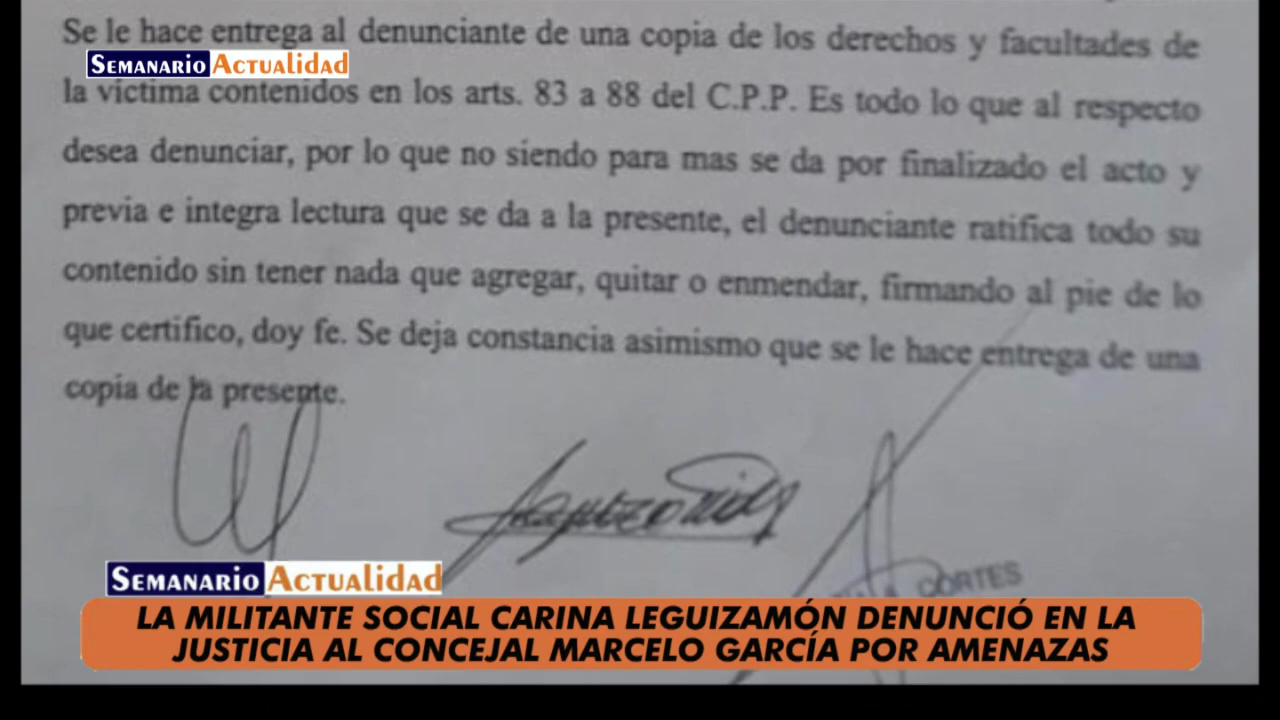 Se le hace entrega al denunciante de una copia de los derechos y facultades de
SEMANARIO ACTUALIDAD
la víctima contenidos en los arts. 83 a 88 del C.P.P. Es todo lo que al respecto
desea denunciar, por lo que no siendo para mas se da por finalizado el acto y
previa e integra lectura que se da a la presente, el denunciante ratifica todo su
contenido sin tener nada que agregar, quitar o enmendar, firmando al pie de lo
que certifico, doy fe. Se deja constancia asimismo que se le hace entrega de una
copia de la presente.
CORTES
SEMANARIO ACTUALIDAD
LA MILITANTE SOCIAL CARINA LEGUIZAMÓN DENUNCIÓ EN LA
JUSTICIA AL CONCEJAL MARCELO GARCÍA POR AMENAZAS